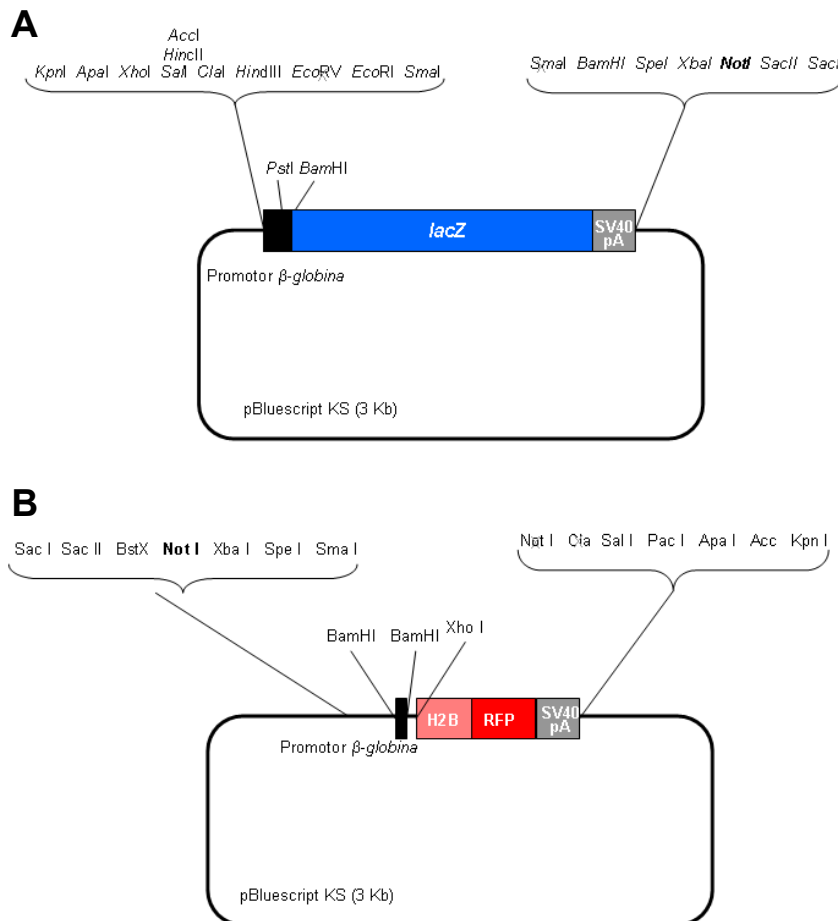 A
AccI
HincII
KpnI ApaI XhoI SalI ClaI HindIII EcoRV EcoRI SmaI
SmaI BamHI SpeI XbaI NotI SacII SacI
PstI BamHI
lacZ
SV40
pA
Promotor β-globina
pBluescript KS (3 Kb)
B
Sac I Sac II BstX Not I Xba I Spe I Sma I
Not I Cla Sal I Pac I Apa I Acc Kpn I
BamHI BamHI Xho I
H2B RFP SV40
pA
Promotor β-globina
pBluescript KS (3 Kb)